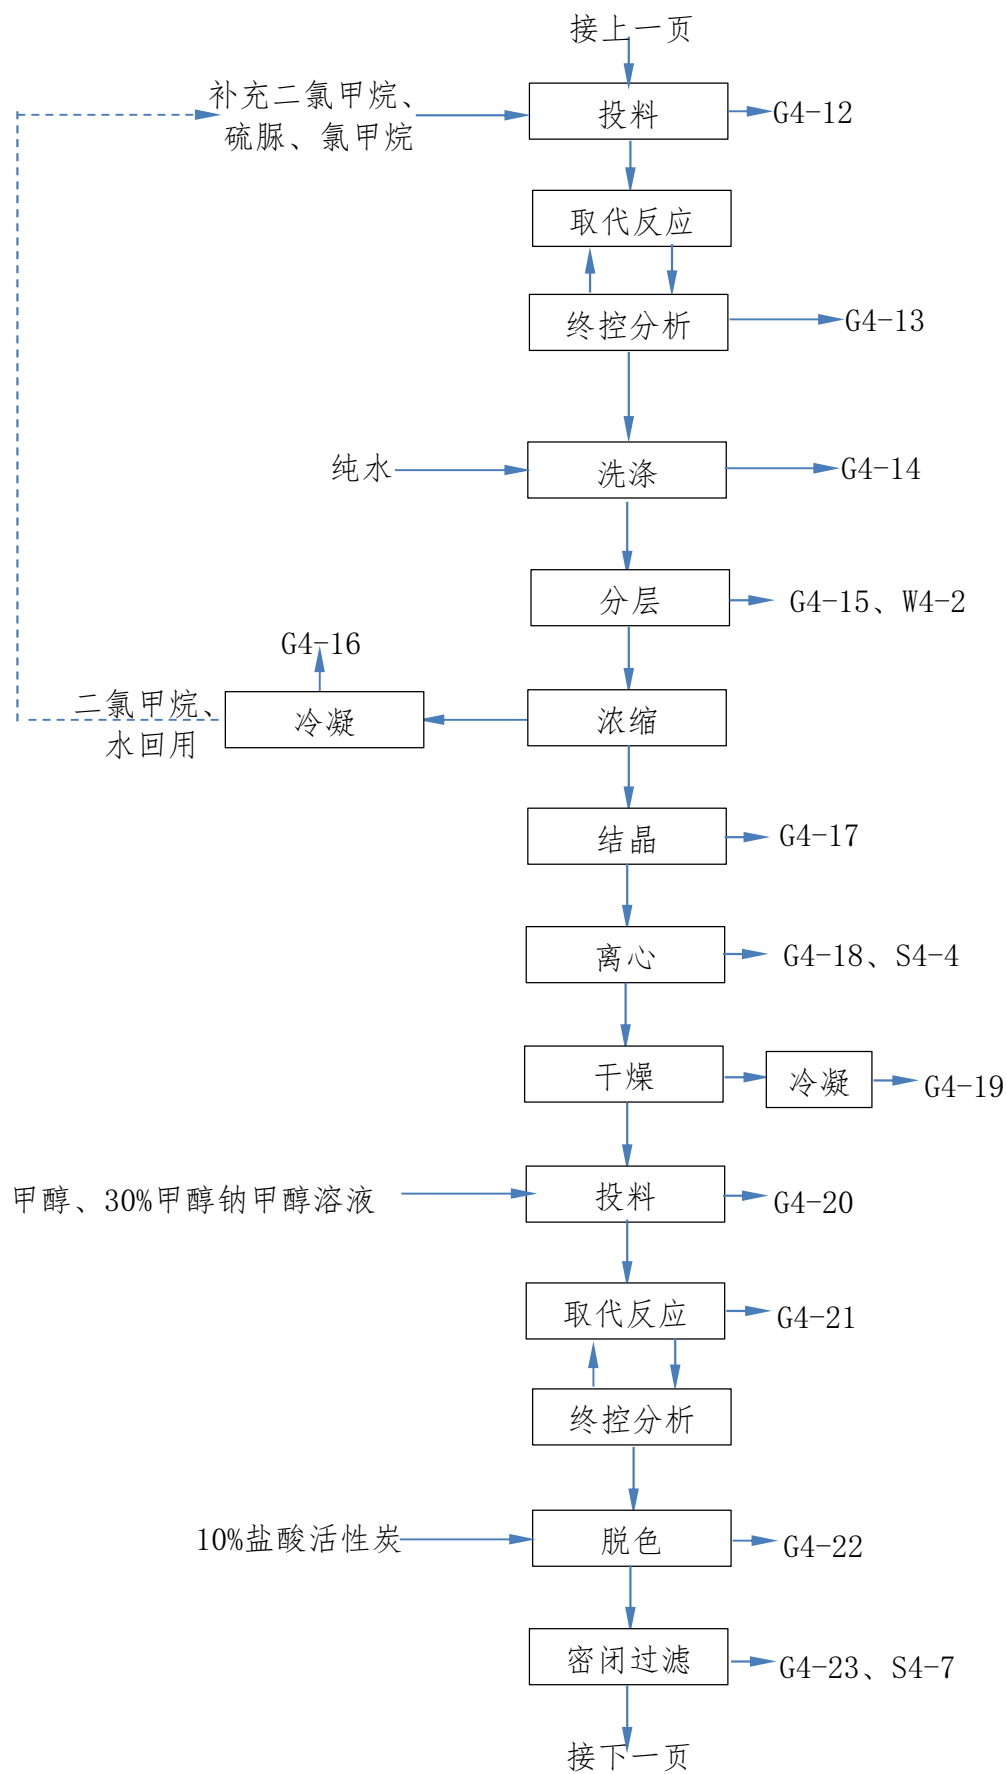 接上一页
补充二氯甲烷、
硫脲、氯甲烷
投料
G4-12
取代反应
终控分析
G4-13
纯水
洗涤
G4-14
分层
G4-15、W4-2
G4-16
二氯甲烷、
水回用
冷凝
浓缩
结晶
G4-17
离心
G4-18、S4-4
干燥
冷凝
G4-19
甲醇、30%甲醇钠甲醇溶液
投料
G4-20
取代反应
G4-21
终控分析
10%盐酸活性炭
脱色
G4-22
密闭过滤
G4-23、S4-7
接下一页